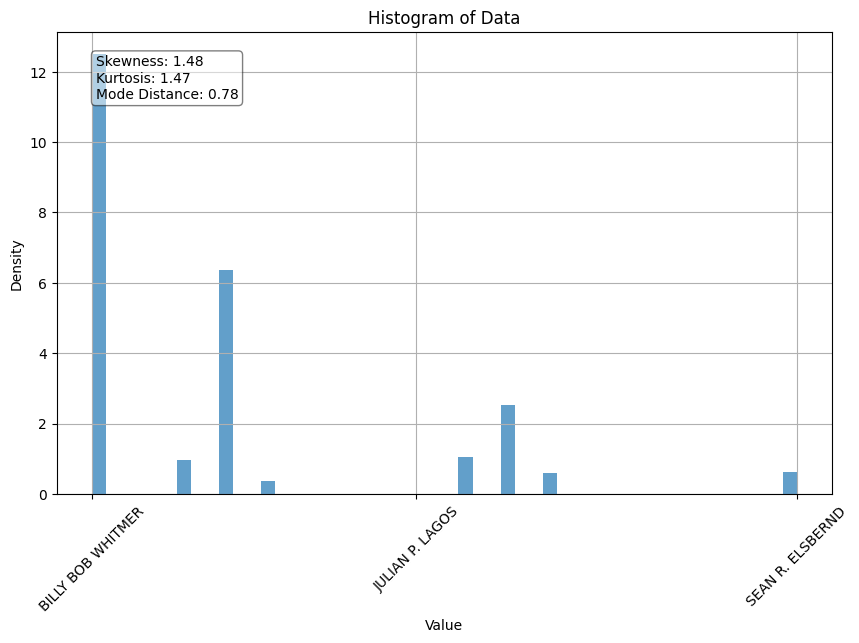 Histogram of Data
Skewness: 1.48
Kurtosis: 1.47
Mode Distance: 0.78
Density
12
10
8
6
4
2
0
BILLY BOB WHITMER
JULIAN P. LAGOS
SEAN R. ELSBERND
Value